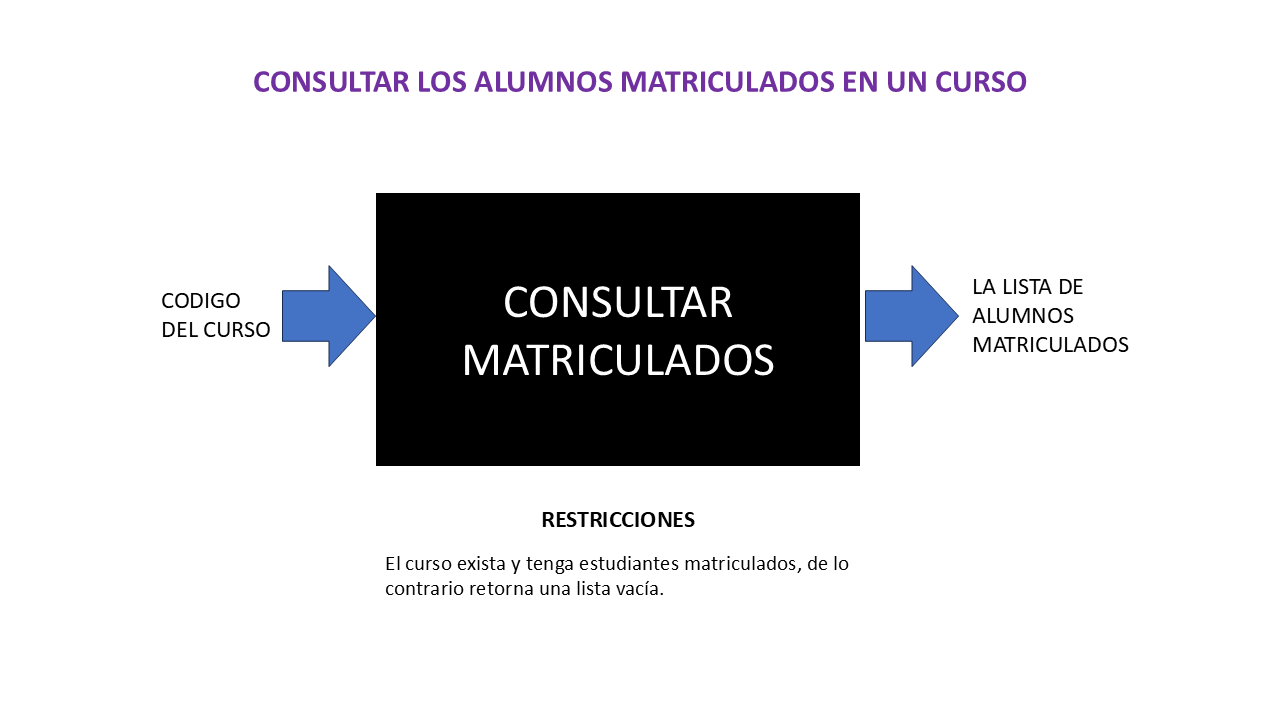 CONSULTAR LOS ALUMNOS MATRICULADOS EN UN CURSO
CODIGO
DEL CURSO
CONSULTAR
MATRICULADOS
LA LISTA DE
ALUMNOS
MATRICULADOS
RESTRICCIONES
El curso exista y tenga estudiantes matriculados, de lo
contrario retorna una lista vacía.